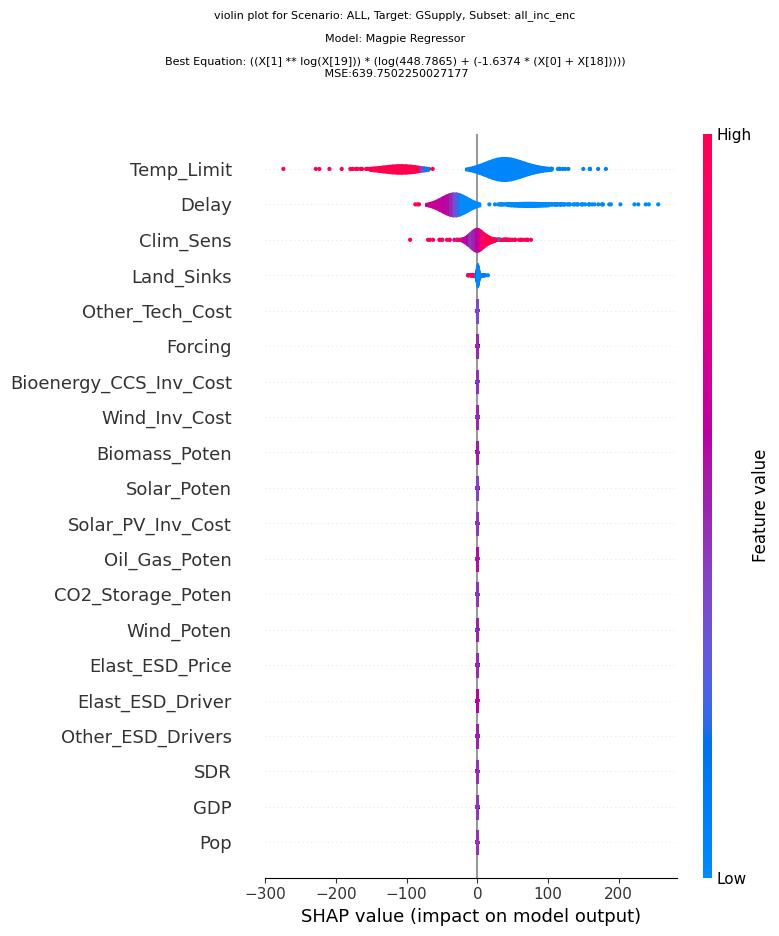 violin plot for Scenario: ALL, Target: GSupply, Subset: all_inc_enc
Model: Magpie Regressor
Best Equation: ((X[1] ** log(X[19])) * (log(448.7865) + (-1.6374 * (X[0] + X[18]))))
MSE:639.7502250027177
High
Temp_Limit
Delay
Clim_Sens
Land_Sinks
Other_Tech_Cost
Forcing
Bioenergy_CCS_Inv_Cost
Wind_Inv_Cost
Biomass_Poten
Solar_Poten
Solar_PV_Inv_Cost
Oil_Gas_Poten
CO2_Storage_Poten
Wind_Poten
Elast_ESD_Price
Elast_ESD_Driver
Other_ESD_Drivers
SDR
GDP
Pop
Feature value
Low
−300 −200 −100 0 100 200
SHAP value (impact on model output)